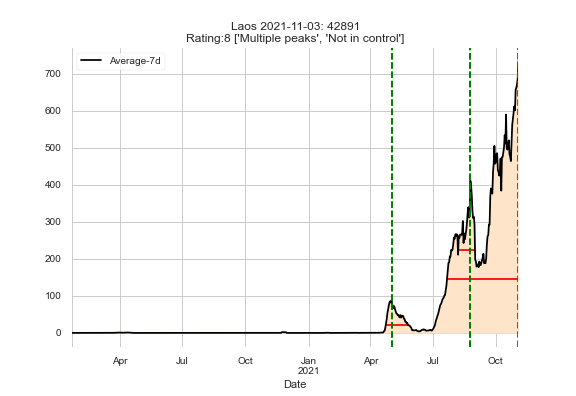 Laos 2021-11-03: 42891
Rating:8 ['Multiple peaks', 'Not in control']
Average-7d
700
600
500
400
300
200
100
0
Apr
Jul
Oct
Jan
2021
Apr
Jul
Oct
Date